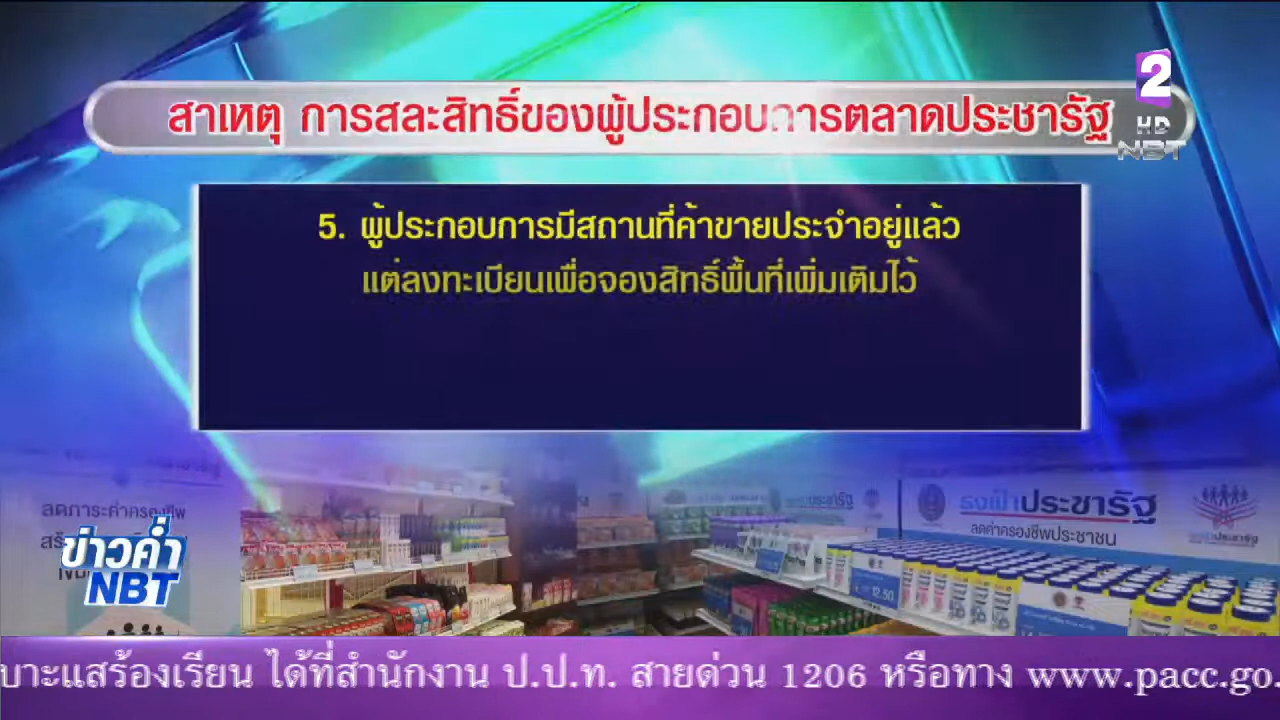 2
HD
NBT
สาเหตุ การสละสิทธิ์ของผู้ประกอบการตลาดประชารัฐ
5. ผู้ประกอบการมีสถานที่ค้าขายประจำอยู่แล้ว
แต่ลงทะเบียนเพื่อจองสิทธิ์พื้นที่เพิ่มเติมไว้
ลดภาระค่าครองชีพ
ธงฟ้าประชารัฐ
ลดค่าครองชีพประชาชน
12.50
ข่าวค่ำ
NBT
บาะแสร้องเรียน ได้ที่สำนักงาน ป.ป.ท. สายด่วน 1206 หรือทาง www.pacc.go.